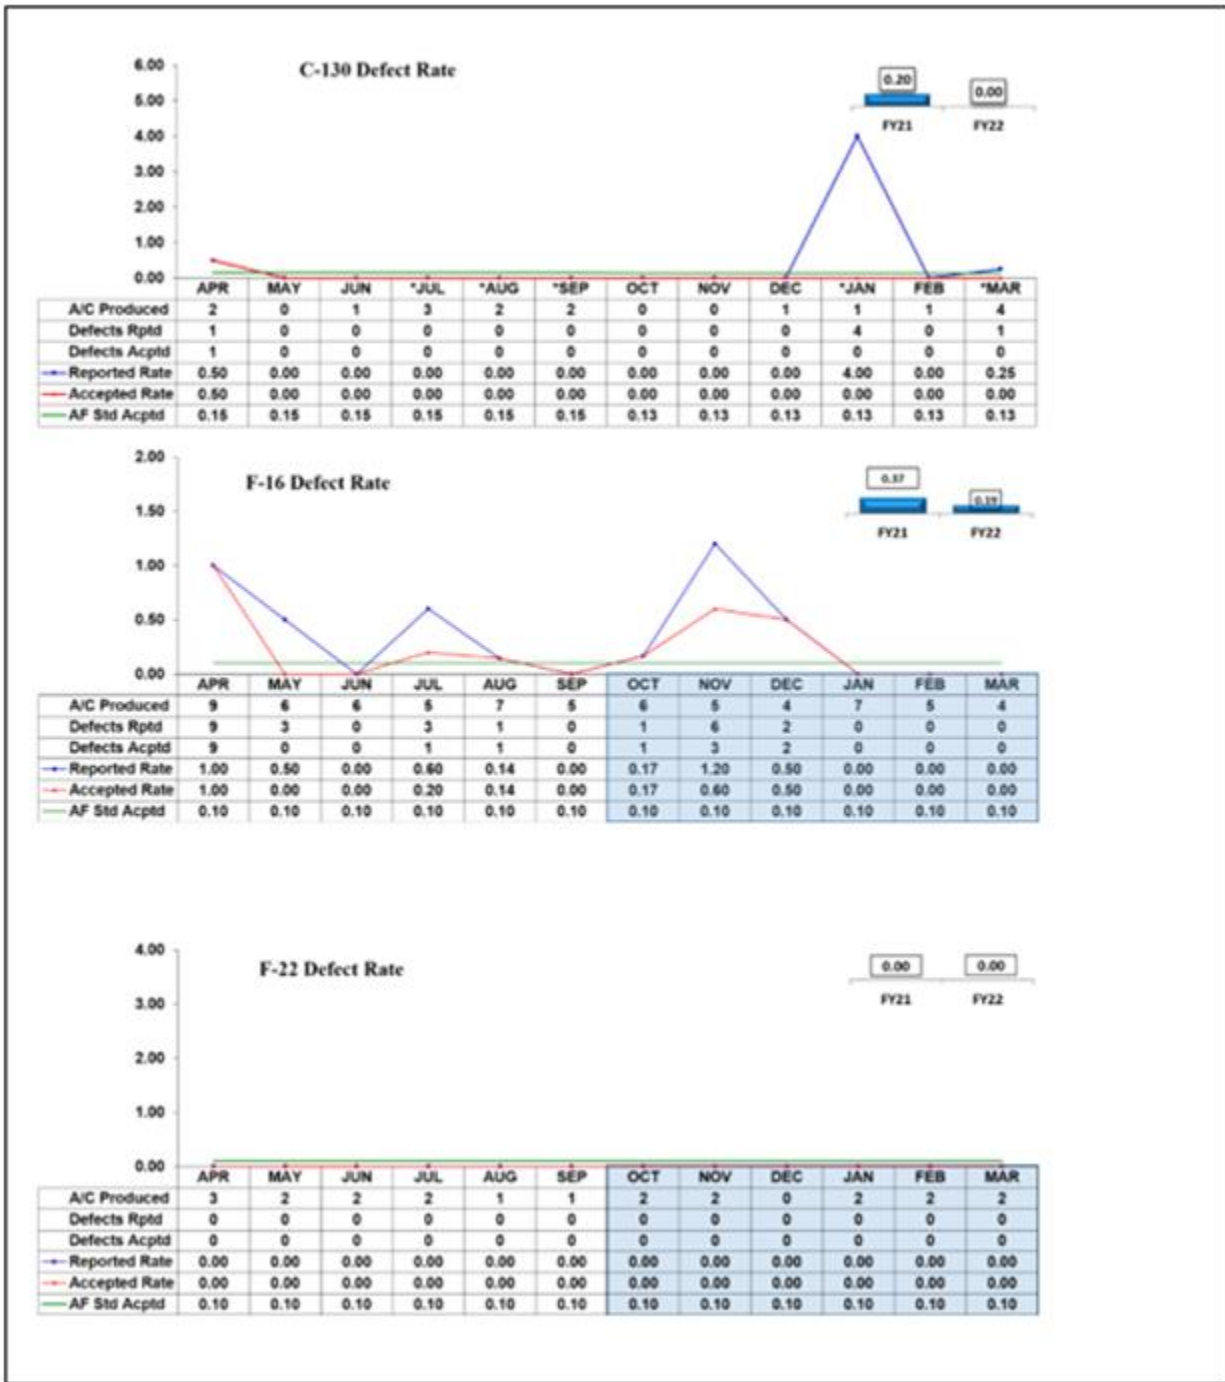 C-130 Defect Rate
6.00
5.00
4.00
3.00
2.00
1.00
0.00
0.20
0.00
FY21 FY22
APR MAY JUN *JUL *AUG *SEP OCT NOV DEC *JAN FEB *MAR
A/C Produced 2 0 1 3 2 2 0 0 1 1 1 4
Defects Rptd 1 0 0 0 0 0 0 0 0 4 0 1
Defects Acptd 1 0 0 0 0 0 0 0 0 0 0 0
Reported Rate 0.50 0.00 0.00 0.00 0.00 0.00 0.00 0.00 0.00 4.00 0.00 0.25
Accepted Rate 0.50 0.00 0.00 0.00 0.00 0.00 0.00 0.00 0.00 0.00 0.00 0.00
AF Std Acptd 0.15 0.15 0.15 0.15 0.15 0.15 0.13 0.13 0.13 0.13 0.13 0.13
F-16 Defect Rate
2.00
1.50
1.00
0.50
0.00
0.37
0.19
FY21 FY22
APR MAY JUN JUL AUG SEP OCT NOV DEC JAN FEB MAR
A/C Produced 9 6 6 5 7 5 6 5 4 7 5 4
Defects Rptd 9 3 0 3 1 0 1 6 2 0 0 0
Defects Acptd 9 0 0 1 1 0 1 3 2 0 0 0
Reported Rate 1.00 0.50 0.00 0.60 0.14 0.00 0.17 1.20 0.50 0.00 0.00 0.00
Accepted Rate 1.00 0.00 0.00 0.20 0.14 0.00 0.17 0.60 0.50 0.00 0.00 0.00
AF Std Acptd 0.10 0.10 0.10 0.10 0.10 0.10 0.10 0.10 0.10 0.10 0.10 0.10
F-22 Defect Rate
4.00
3.00
2.00
1.00
0.00
0.00 0.00
FY21 FY22
APR MAY JUN JUL AUG SEP OCT NOV DEC JAN FEB MAR
A/C Produced 3 2 2 2 1 1 2 2 0 2 2 2
Defects Rptd 0 0 0 0 0 0 0 0 0 0 0 0
Defects Acptd 0 0 0 0 0 0 0 0 0 0 0 0
Reported Rate 0.00 0.00 0.00 0.00 0.00 0.00 0.00 0.00 0.00 0.00 0.00 0.00
Accepted Rate 0.00 0.00 0.00 0.00 0.00 0.00 0.00 0.00 0.00 0.00 0.00 0.00
AF Std Acptd 0.10 0.10 0.10 0.10 0.10 0.10 0.10 0.10 0.10 0.10 0.10 0.10